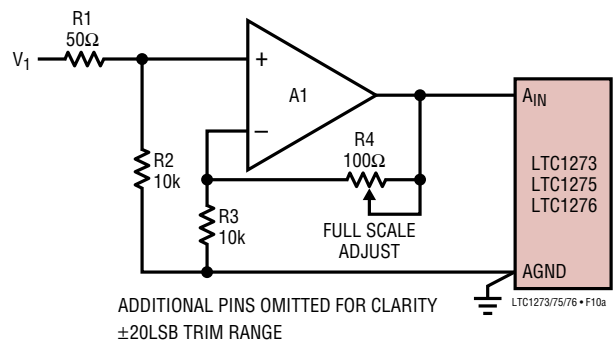 R1
50Ω
V1
+
A1
−
R2
10k
R4
100Ω
R3
10k
FULL SCALE
ADJUST
AIN
LTC1273
LTC1275
LTC1276
AGND
LTC1273/75/76 • F10a
ADDITIONAL PINS OMITTED FOR CLARITY
±20LSB TRIM RANGE